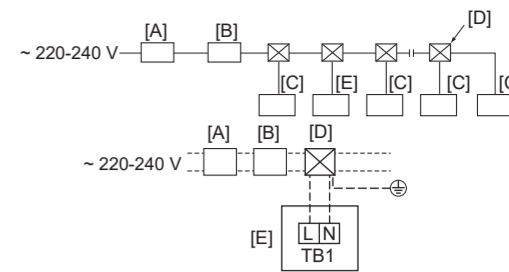 [D]
~ 220-240 V [A] [B]
[C] [E] [C] [C] [C
[A] [B] [D]
~ 220-240 V
[E] L N
TB1